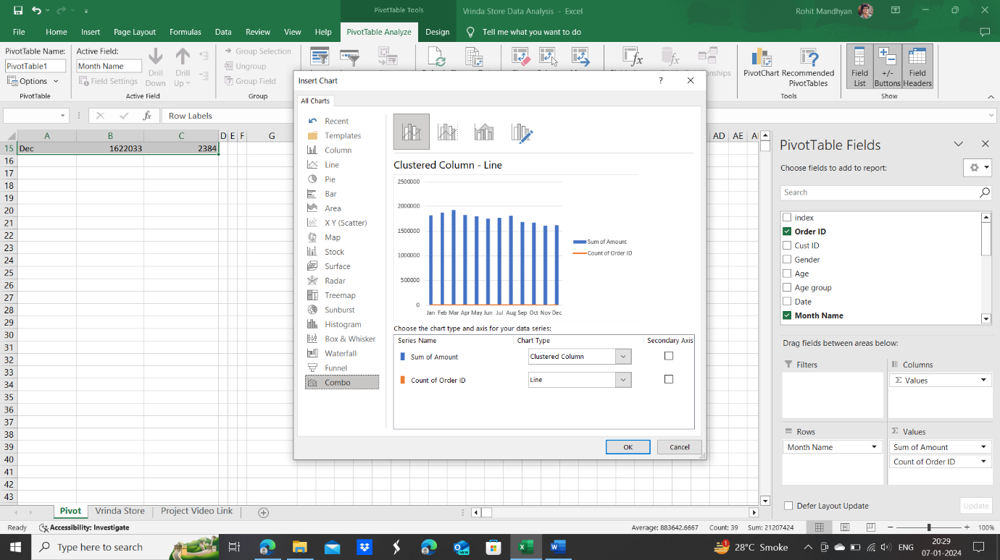 PivotTable Tools
Vrinda Store Data Analysis - Excel
Rohit Mandhyan
File Home Insert Page Layout Formulas Data Review View Help PivotTable Analyze Design Tell me what you want to do
PivotTable Name:
PivotTable1
Options
PivotTable
Active Field:
Month Name
Field Settings
Drill Down
Drill Up
Active Field
Group Selection
Ungroup
Group Field
Group
PivotChart
Recommended PivotTables
Tools
Field List
+/- Buttons
Field Headers
Show
fx Row Labels
A B C D E F G AD AE
15 Dec 1622033 2384
16
17
18
19
20
21
22
23
24
25
26
27
28
29
30
31
32
33
34
35
36
37
38
39
40
41
42
43
Insert Chart
?
All Charts
Recent
Templates
Column
Line
Pie
Bar
Area
X Y (Scatter)
Map
Stock
Surface
Radar
Treemap
Sunburst
Histogram
Box & Whisker
Waterfall
Funnel
Combo
Clustered Column - Line
2500000
2000000
1500000
1000000
500000
0
Jan Feb Mar Apr May Jun Jul Aug Sep Oct Nov Dec
Sum of Amount
Count of Order ID
Choose the chart type and axis for your data series:
Series Name Chart Type Secondary Axis
Sum of Amount Clustered Column
Count of Order ID Line
OK Cancel
PivotTable Fields
Choose fields to add to report:
Search
index
Order ID
Cust ID
Gender
Age
Age group
Date
Month Name
Drag fields between areas below:
Filters
Columns
Σ Values
Rows
Month Name
Σ Values
Sum of Amount
Count of Order ID
Defer Layout Update
Update
Pivot Vrinda Store Project Video Link
Ready Accessibility: Investigate
Average: 883642.6667 Count: 39 Sum: 21207424 100%
Type here to search
1
28°C Smoke
ENG
20:29
07-01-2024